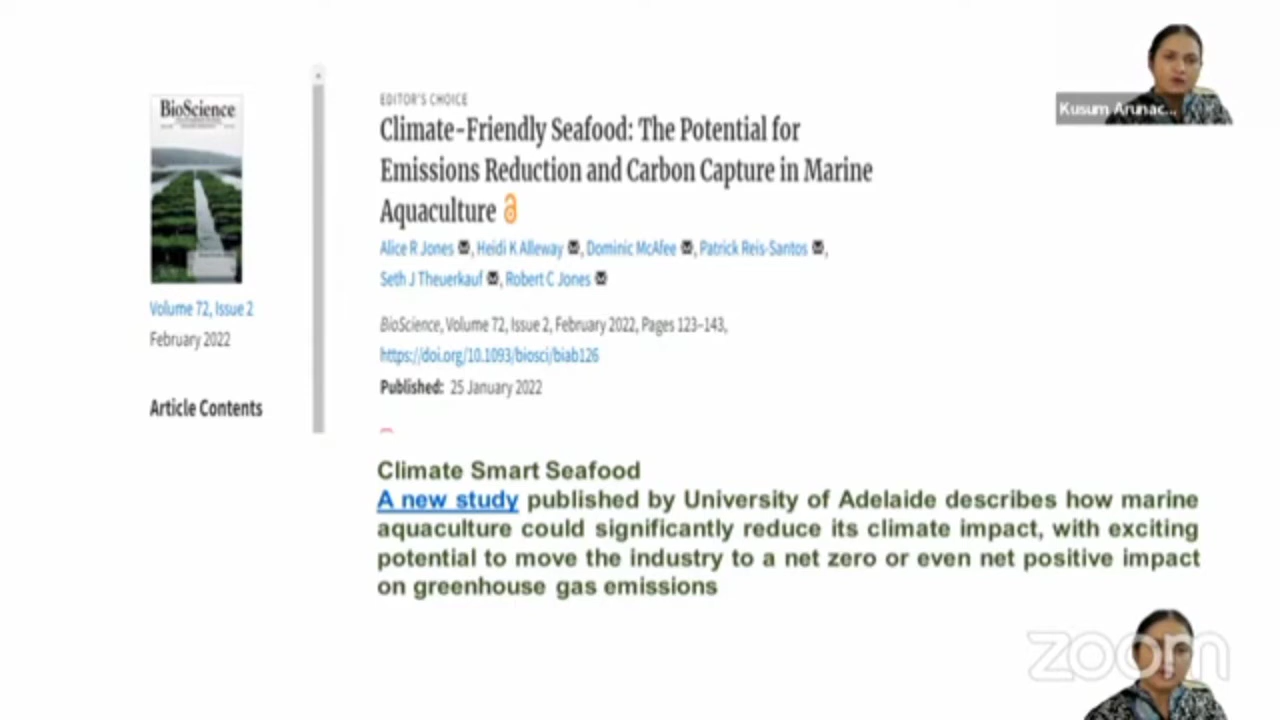 BioScience
Volume 72, Issue 2
February 2022
Article Contents
EDITOR'S CHOICE
Climate-Friendly Seafood: The Potential for
Emissions Reduction and Carbon Capture in Marine
Aquaculture
Alice R Jones, Heidi K Alleway, Dominic McAfee, Patrick Reis-Santos,
Seth J Theuerkauf, Robert C Jones
BioScience, Volume 72, Issue 2, February 2022, Pages 123–143,
https://doi.org/10.1093/biosci/biab126
Published: 25 January 2022
Climate Smart Seafood
A new study published by University of Adelaide describes how marine
aquaculture could significantly reduce its climate impact, with exciting
potential to move the industry to a net zero or even net positive impact
on greenhouse gas emissions
Kusum Arunac...
zoom